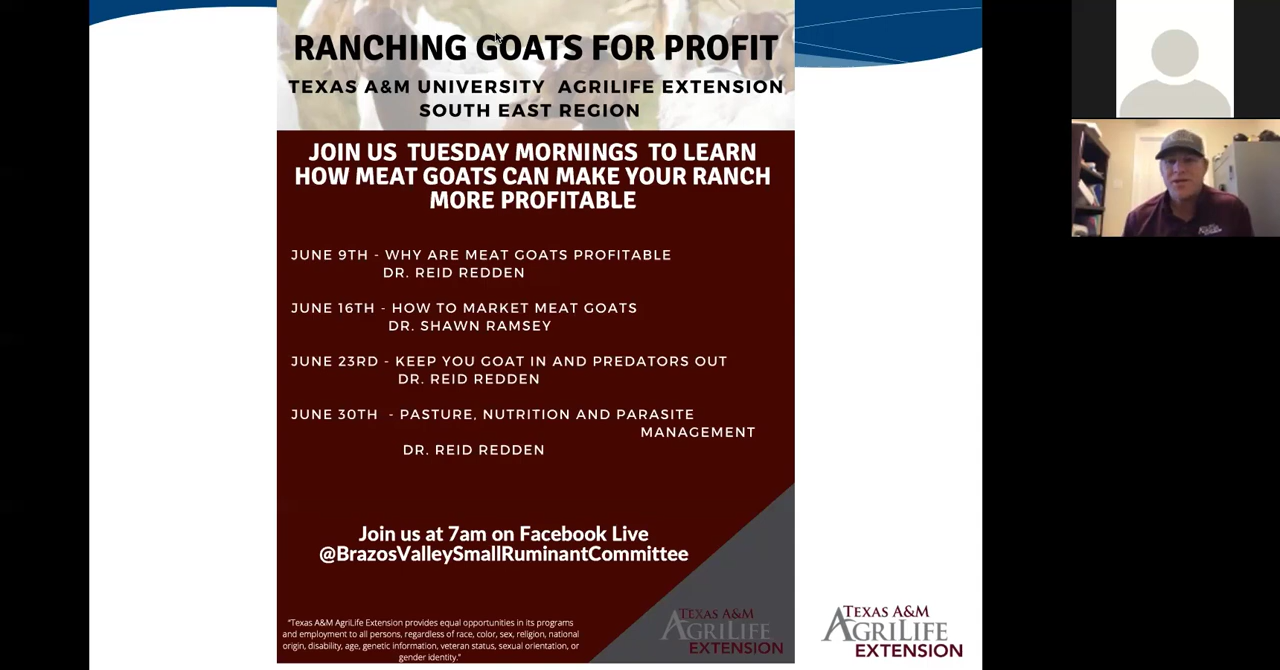 RANCHING GOATS FOR PROFIT
TEXAS A&M UNIVERSITY AGRILIFE EXTENSION
SOUTH EAST REGION
JOIN US TUESDAY MORNINGS TO LEARN
HOW MEAT GOATS CAN MAKE YOUR RANCH
MORE PROFITABLE
JUNE 9TH - WHY ARE MEAT GOATS PROFITABLE
DR. REID REDDEN
JUNE 16TH - HOW TO MARKET MEAT GOATS
DR. SHAWN RAMSEY
JUNE 23RD - KEEP YOU GOAT IN AND PREDATORS OUT
DR. REID REDDEN
JUNE 30TH - PASTURE, NUTRITION AND PARASITE
MANAGEMENT
DR. REID REDDEN
Join us at 7am on Facebook Live
@BrazosValleySmallRuminantCommittee
"Texas A&M AgriLife Extension provides equal opportunities in its programs
and employment to all persons, regardless of race, color, sex, religion, national
origin, disability, age, genetic information, veteran status, sexual orientation, or
gender identity."
TEXAS A&M
AGRILIFE
EXTENSION
TEXAS A&M
AGRILIFE
EXTENSION